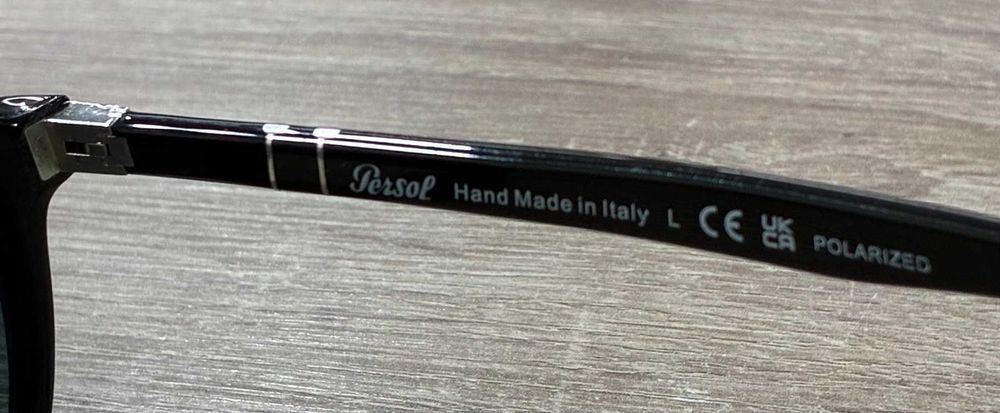 Persol Hand Made in Italy L CE UK CA POLARIZED